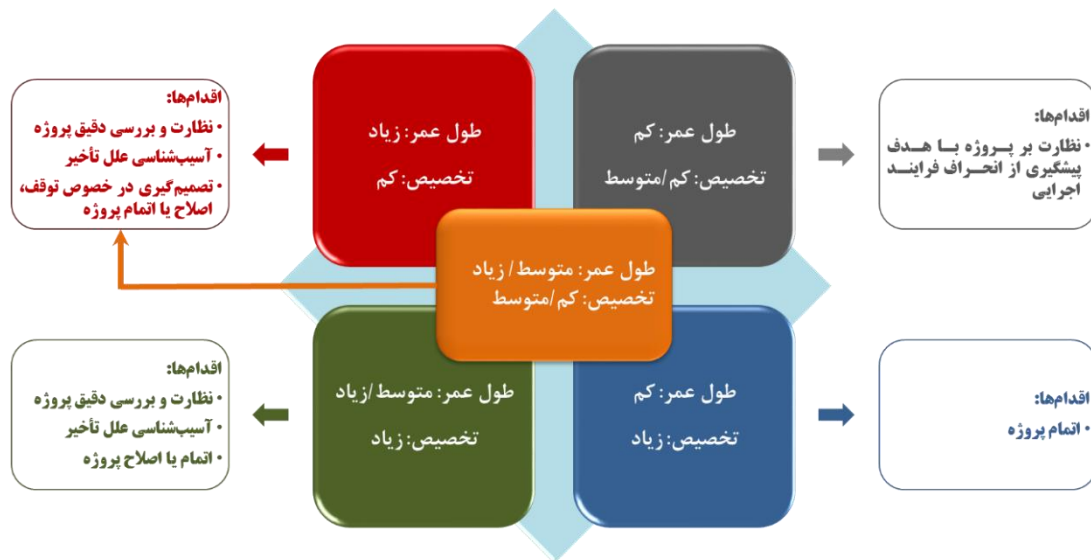 طول عمر: کم
تخصیص: کم/متوسط
اقدام‌ها:
• نظارت بر پروژه با هدف
پیشگیری از انحراف فرایند
اجرایی
طول عمر: زیاد
تخصیص: کم
اقدام‌ها:
• نظارت و بررسی دقیق پروژه
• آسیب‌شناسی علل تأخیر
• تصمیم‌گیری در خصوص توقف،
اصلاح یا اتمام پروژه
طول عمر: متوسط/ زیاد
تخصیص: کم/متوسط
طول عمر: کم
تخصیص: زیاد
اقدام‌ها:
• اتمام پروژه
طول عمر: متوسط/زیاد
تخصیص: زیاد
اقدام‌ها:
• نظارت و بررسی دقیق پروژه
• آسیب‌شناسی علل تأخیر
• اتمام یا اصلاح پروژه